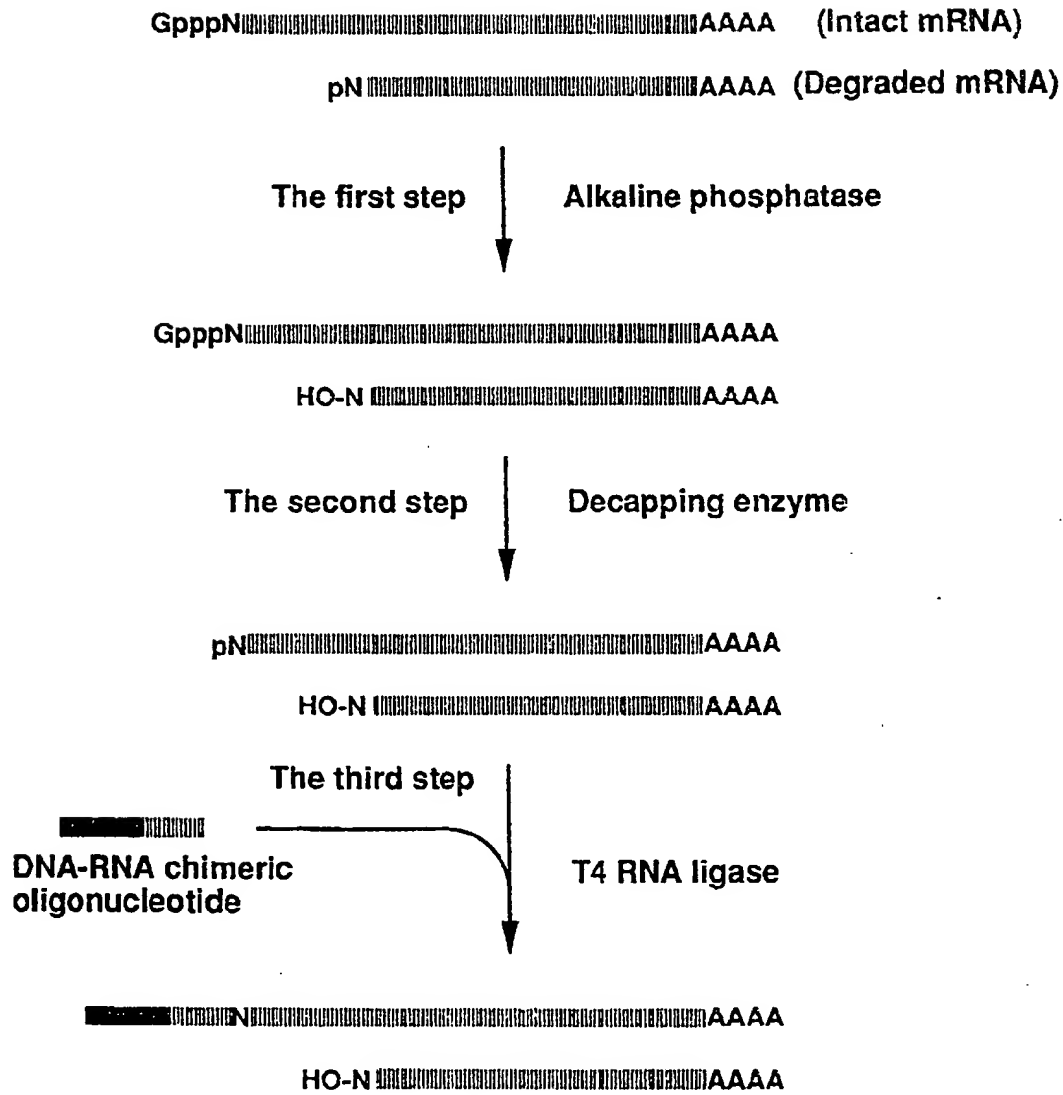 GpppN AAAA (Intact mRNA)
pN AAAA (Degraded mRNA)
The first step Alkaline phosphatase
GpppN AAAA
HO-N AAAA
The second step Decapping enzyme
pN AAAA
HO-N AAAA
The third step
DNA-RNA chimeric
oligonucleotide
T4 RNA ligase
N AAAA
HO-N AAAA